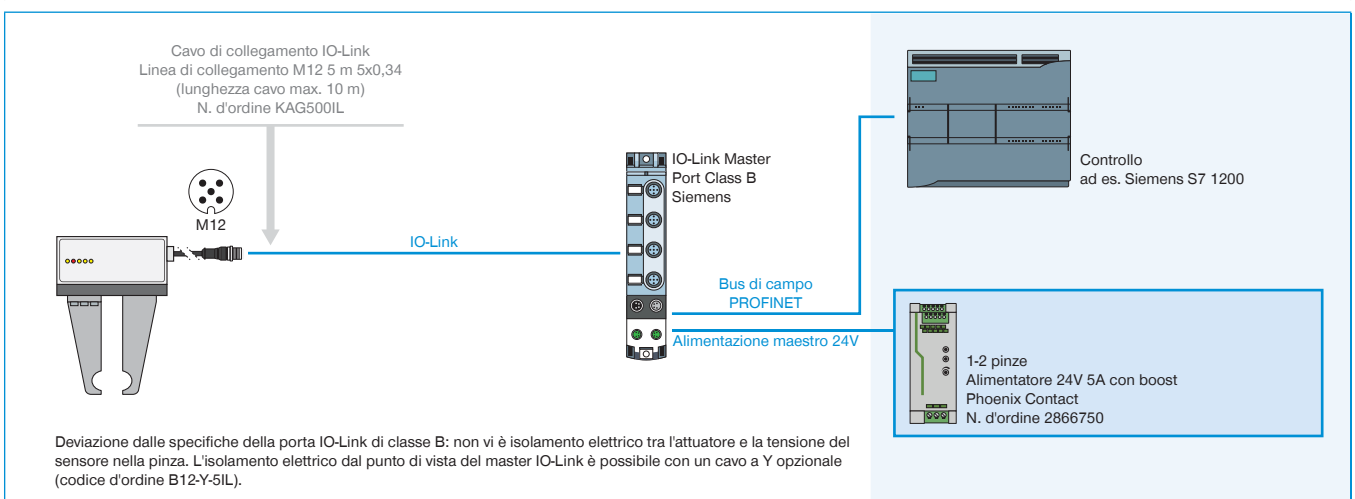 Cavo di collegamento IO-Link
Linea di collegamento M12 5 m 5x0,34
(lunghezza cavo max. 10 m)
N. d'ordine KAG500IL
M12
IO-Link
IO-Link Master
Port Class B
Siemens
Bus di campo
PROFINET
Alimentazione maestro 24V
Controllo
ad es. Siemens S7 1200
1-2 pinze
Alimentatore 24V 5A con boost
Phoenix Contact
N. d'ordine 2866750
Deviazione dalle specifiche della porta IO-Link di classe B: non vi è isolamento elettrico tra l'attuatore e la tensione del
sensore nella pinza. L'isolamento elettrico dal punto di vista del master IO-Link è possibile con un cavo a Y opzionale
(codice d'ordine B12-Y-5IL).